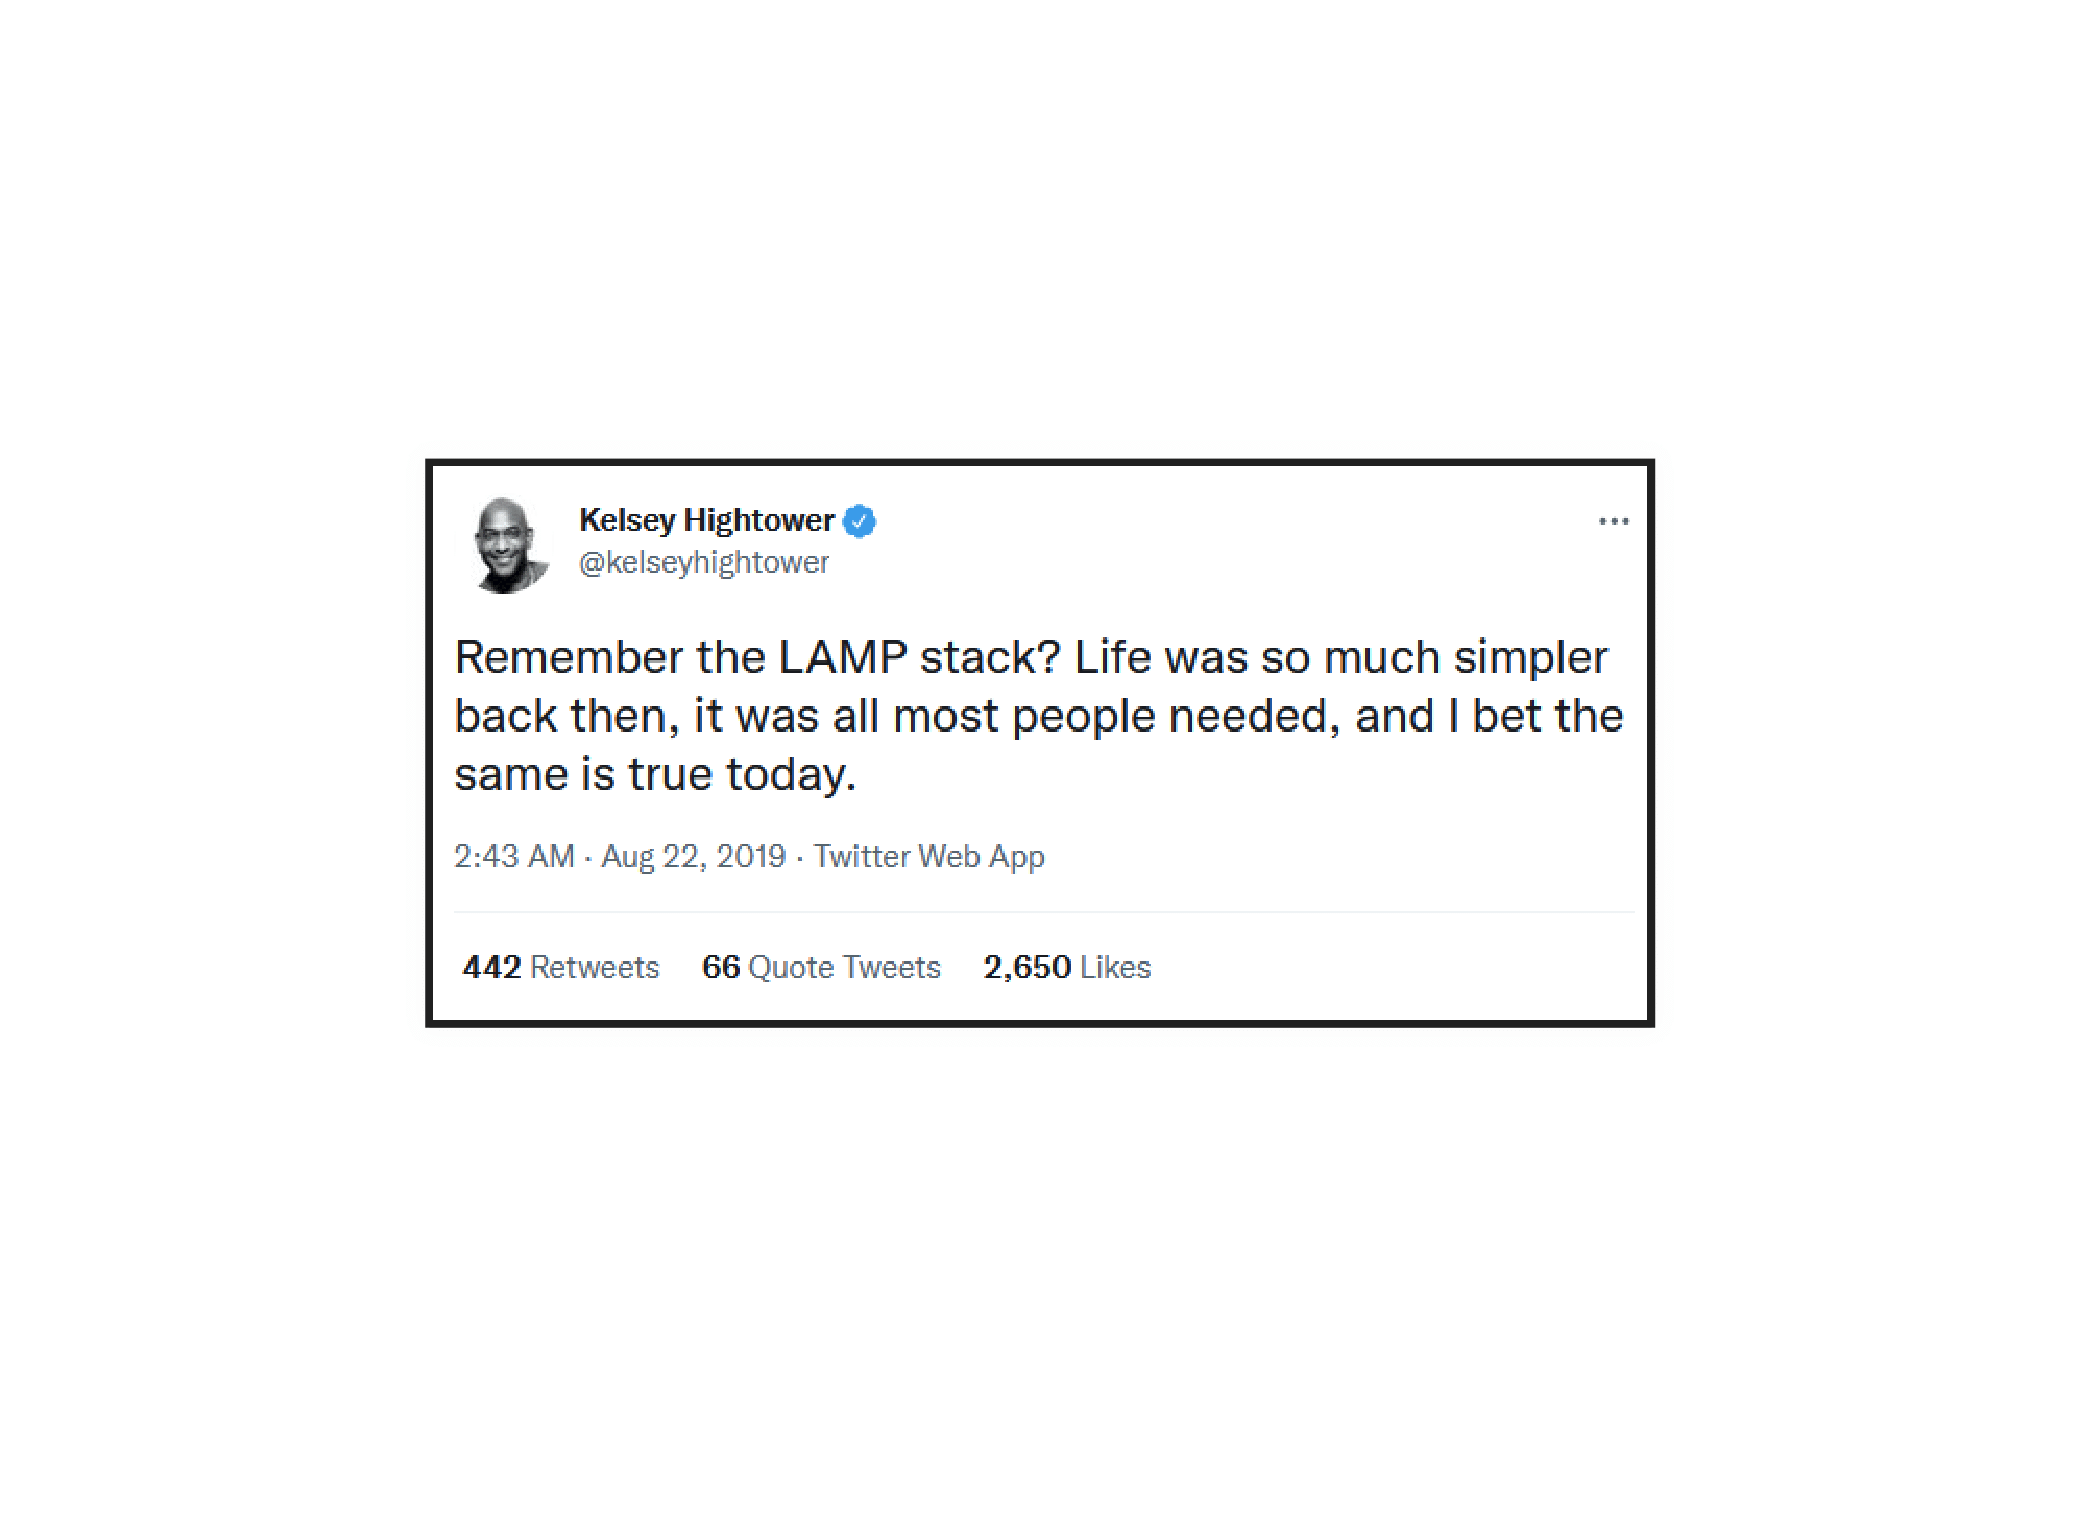 Kelsey Hightower
@kelseyhightower
Remember the LAMP stack? Life was so much simpler
back then, it was all most people needed, and I bet the
same is true today.
2:43 AM · Aug 22, 2019 · Twitter Web App
442 Retweets 66 Quote Tweets 2,650 Likes